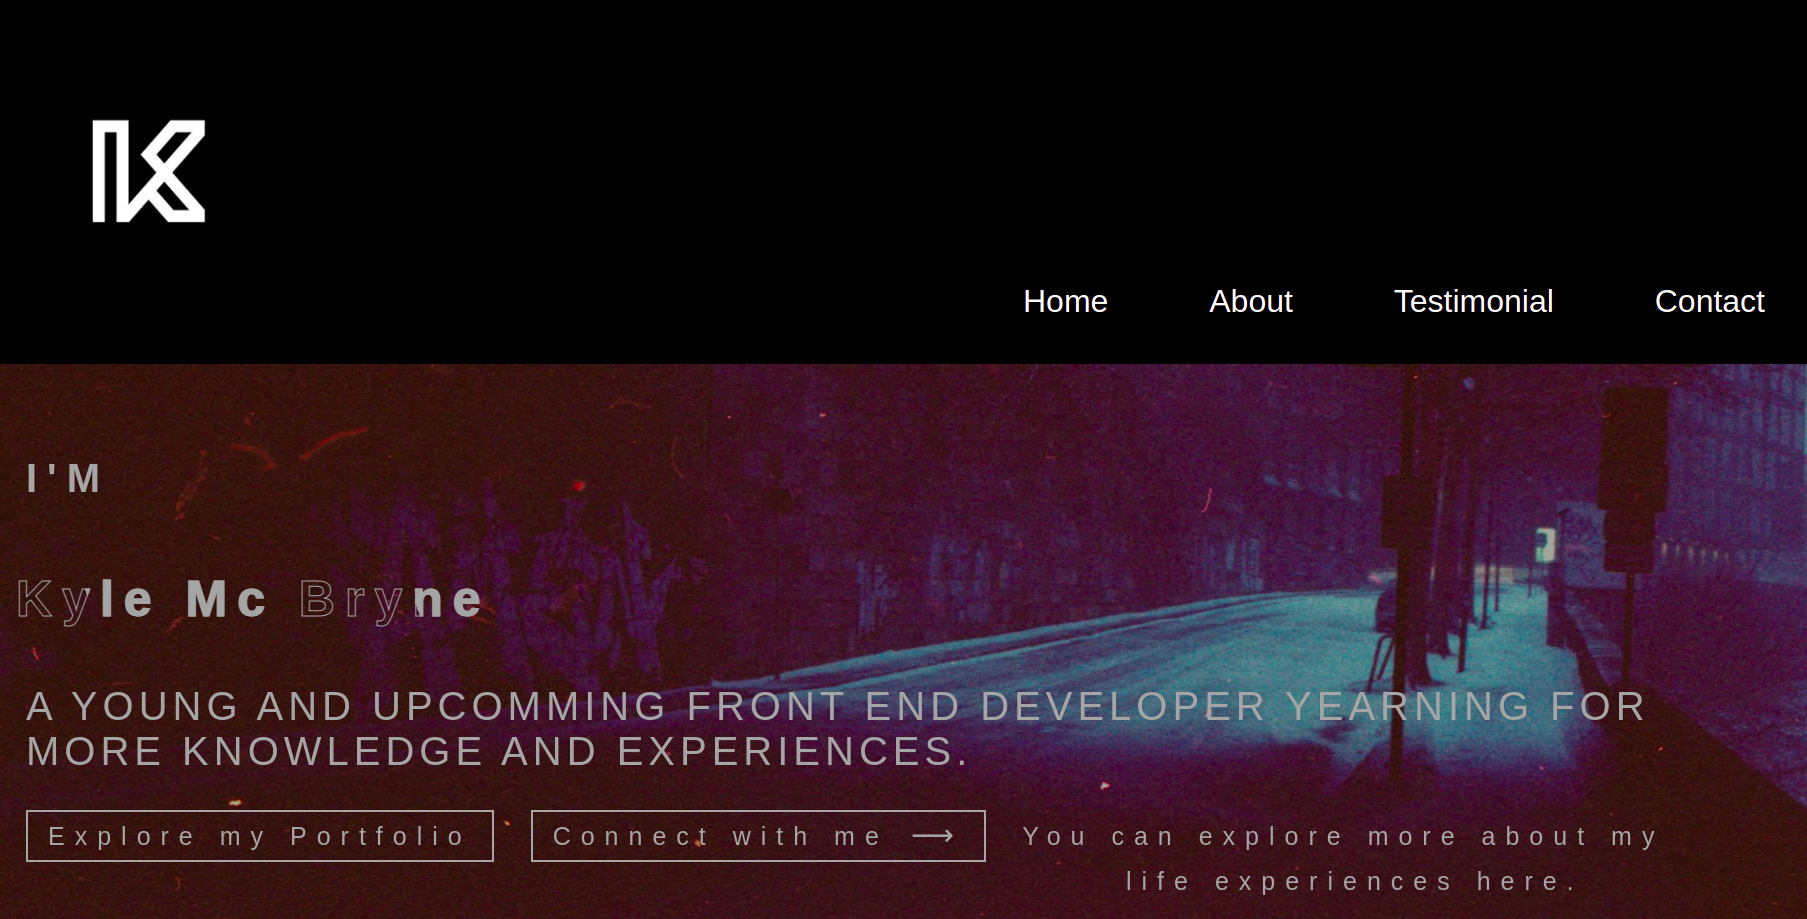 K
Home About Testimonial Contact
I'M
Kyle Mc Bryne
A YOUNG AND UPCOMMING FRONT END DEVELOPER YEARNING FOR
MORE KNOWLEDGE AND EXPERIENCES.
Explore my Portfolio Connect with me ⟶ You can explore more about my
life experiences here.